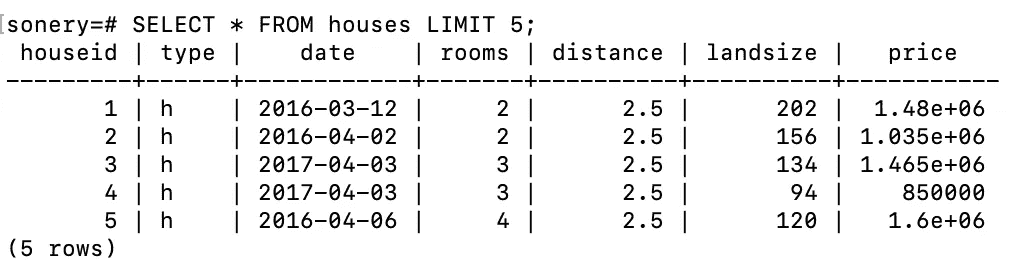 [sonery=# SELECT * FROM houses LIMIT 5;
 houseid | type |    date    | rooms | distance | landsize |   price
---------+------+------------+-------+----------+----------+-----------
       1 | h    | 2016-03-12 |     2 |      2.5 |      202 |  1.48e+06
       2 | h    | 2016-04-02 |     2 |      2.5 |      156 | 1.035e+06
       3 | h    | 2017-04-03 |     3 |      2.5 |      134 | 1.465e+06
       4 | h    | 2017-04-03 |     3 |      2.5 |       94 |    850000
       5 | h    | 2016-04-06 |     4 |      2.5 |      120 |   1.6e+06
(5 rows)